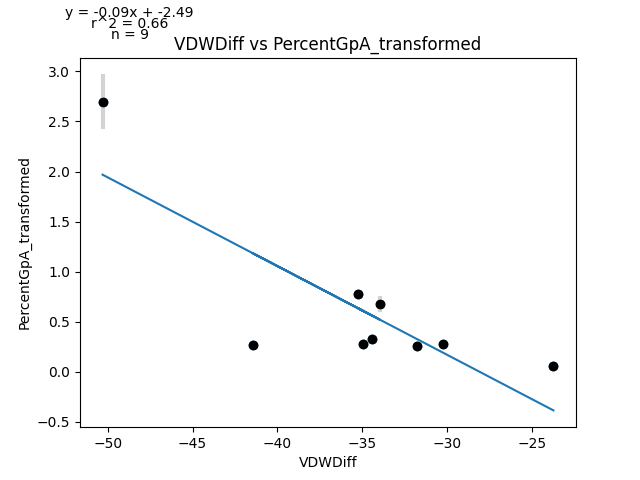 y = -0.09x + -2.49
r^2 = 0.66
n = 9
VDWDiff vs PercentGpA_transformed
3.0
2.5
2.0
1.5
1.0
0.5
0.0
−0.5
PercentGpA_transformed
−50
−45
−40
−35
−30
−25
VDWDiff